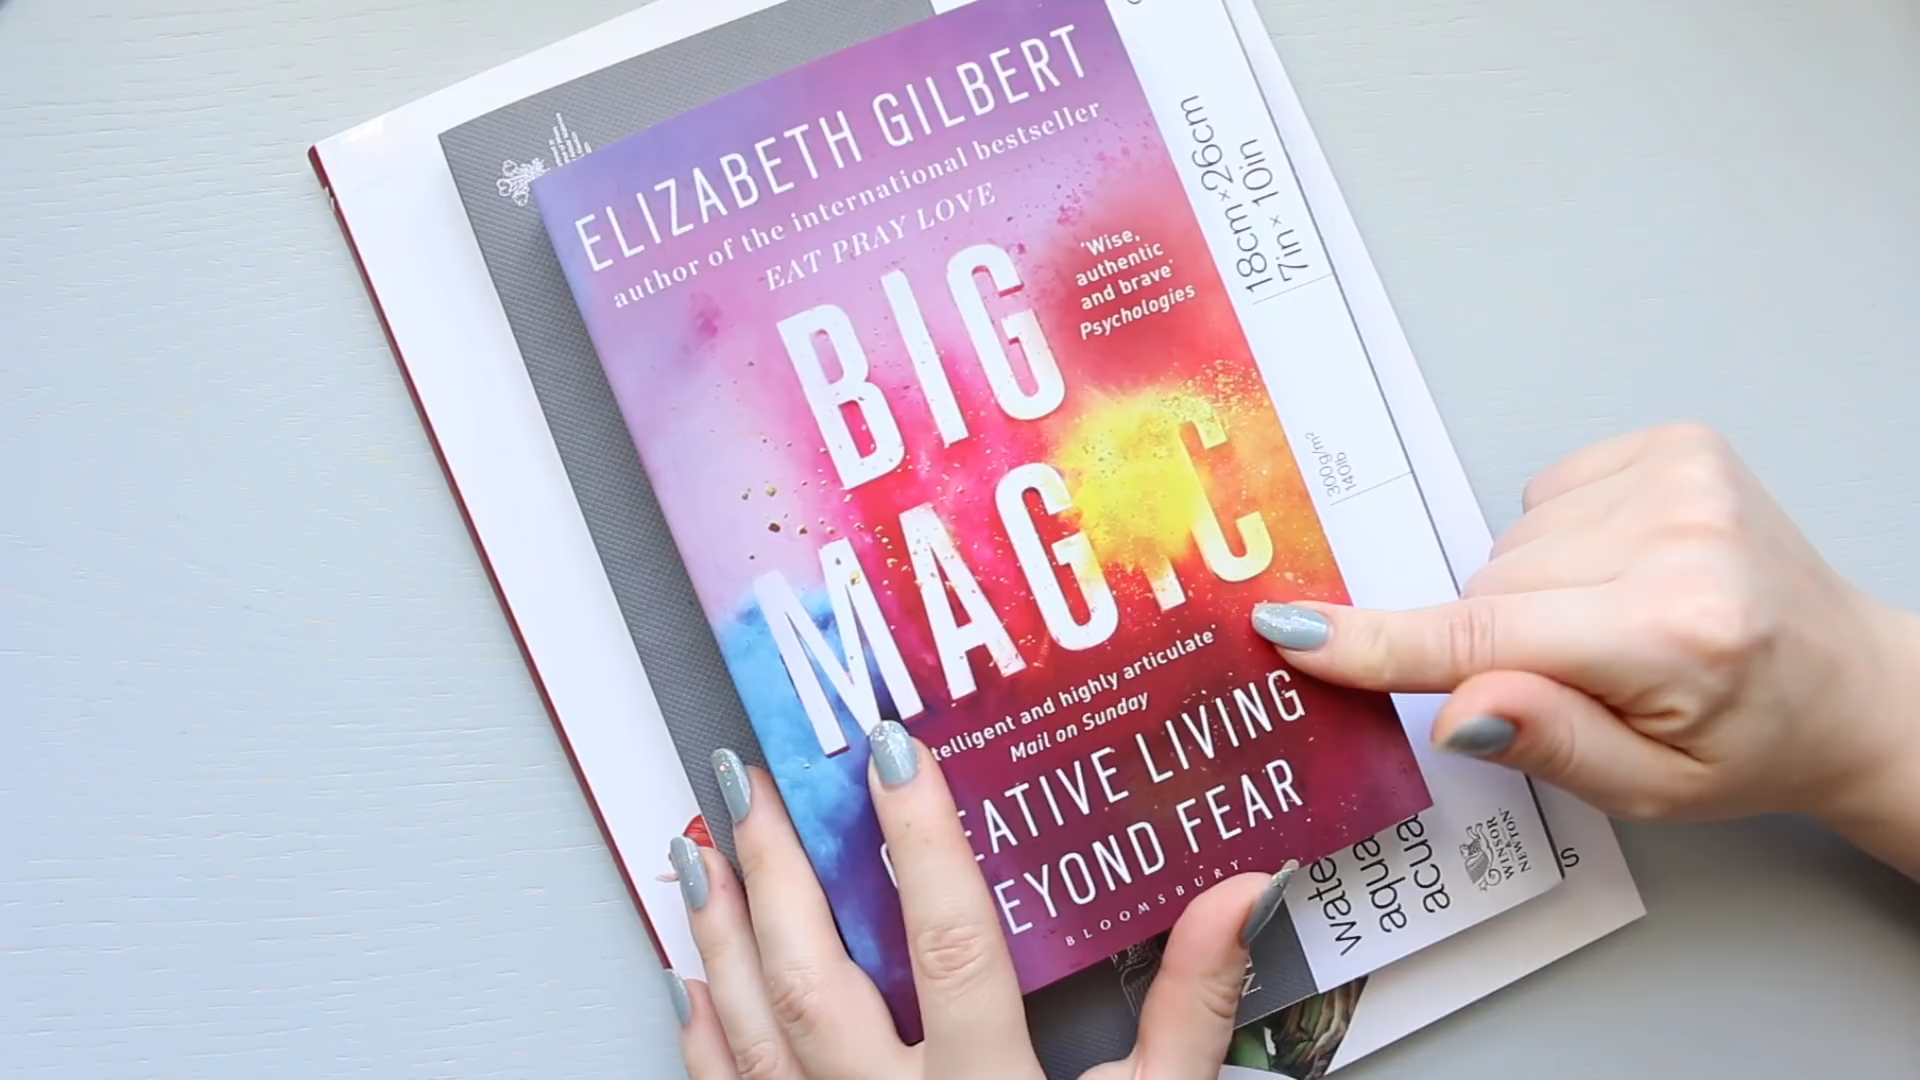 ELIZABETH GILBERT
author of the international bestseller
EAT PRAY LOVE
BIG
'Wise,
authentic
and brave'
Psychologies
MAGIC
telligent and highly articulate'
Mail on Sunday
EATIVE LIVING
EYOND FEAR
BLOOMSBURY
18cm × 26cm
7in × 10in
300g/m²
140lb
wate
aqua
acua
WINSOR
&
NEWTON
S